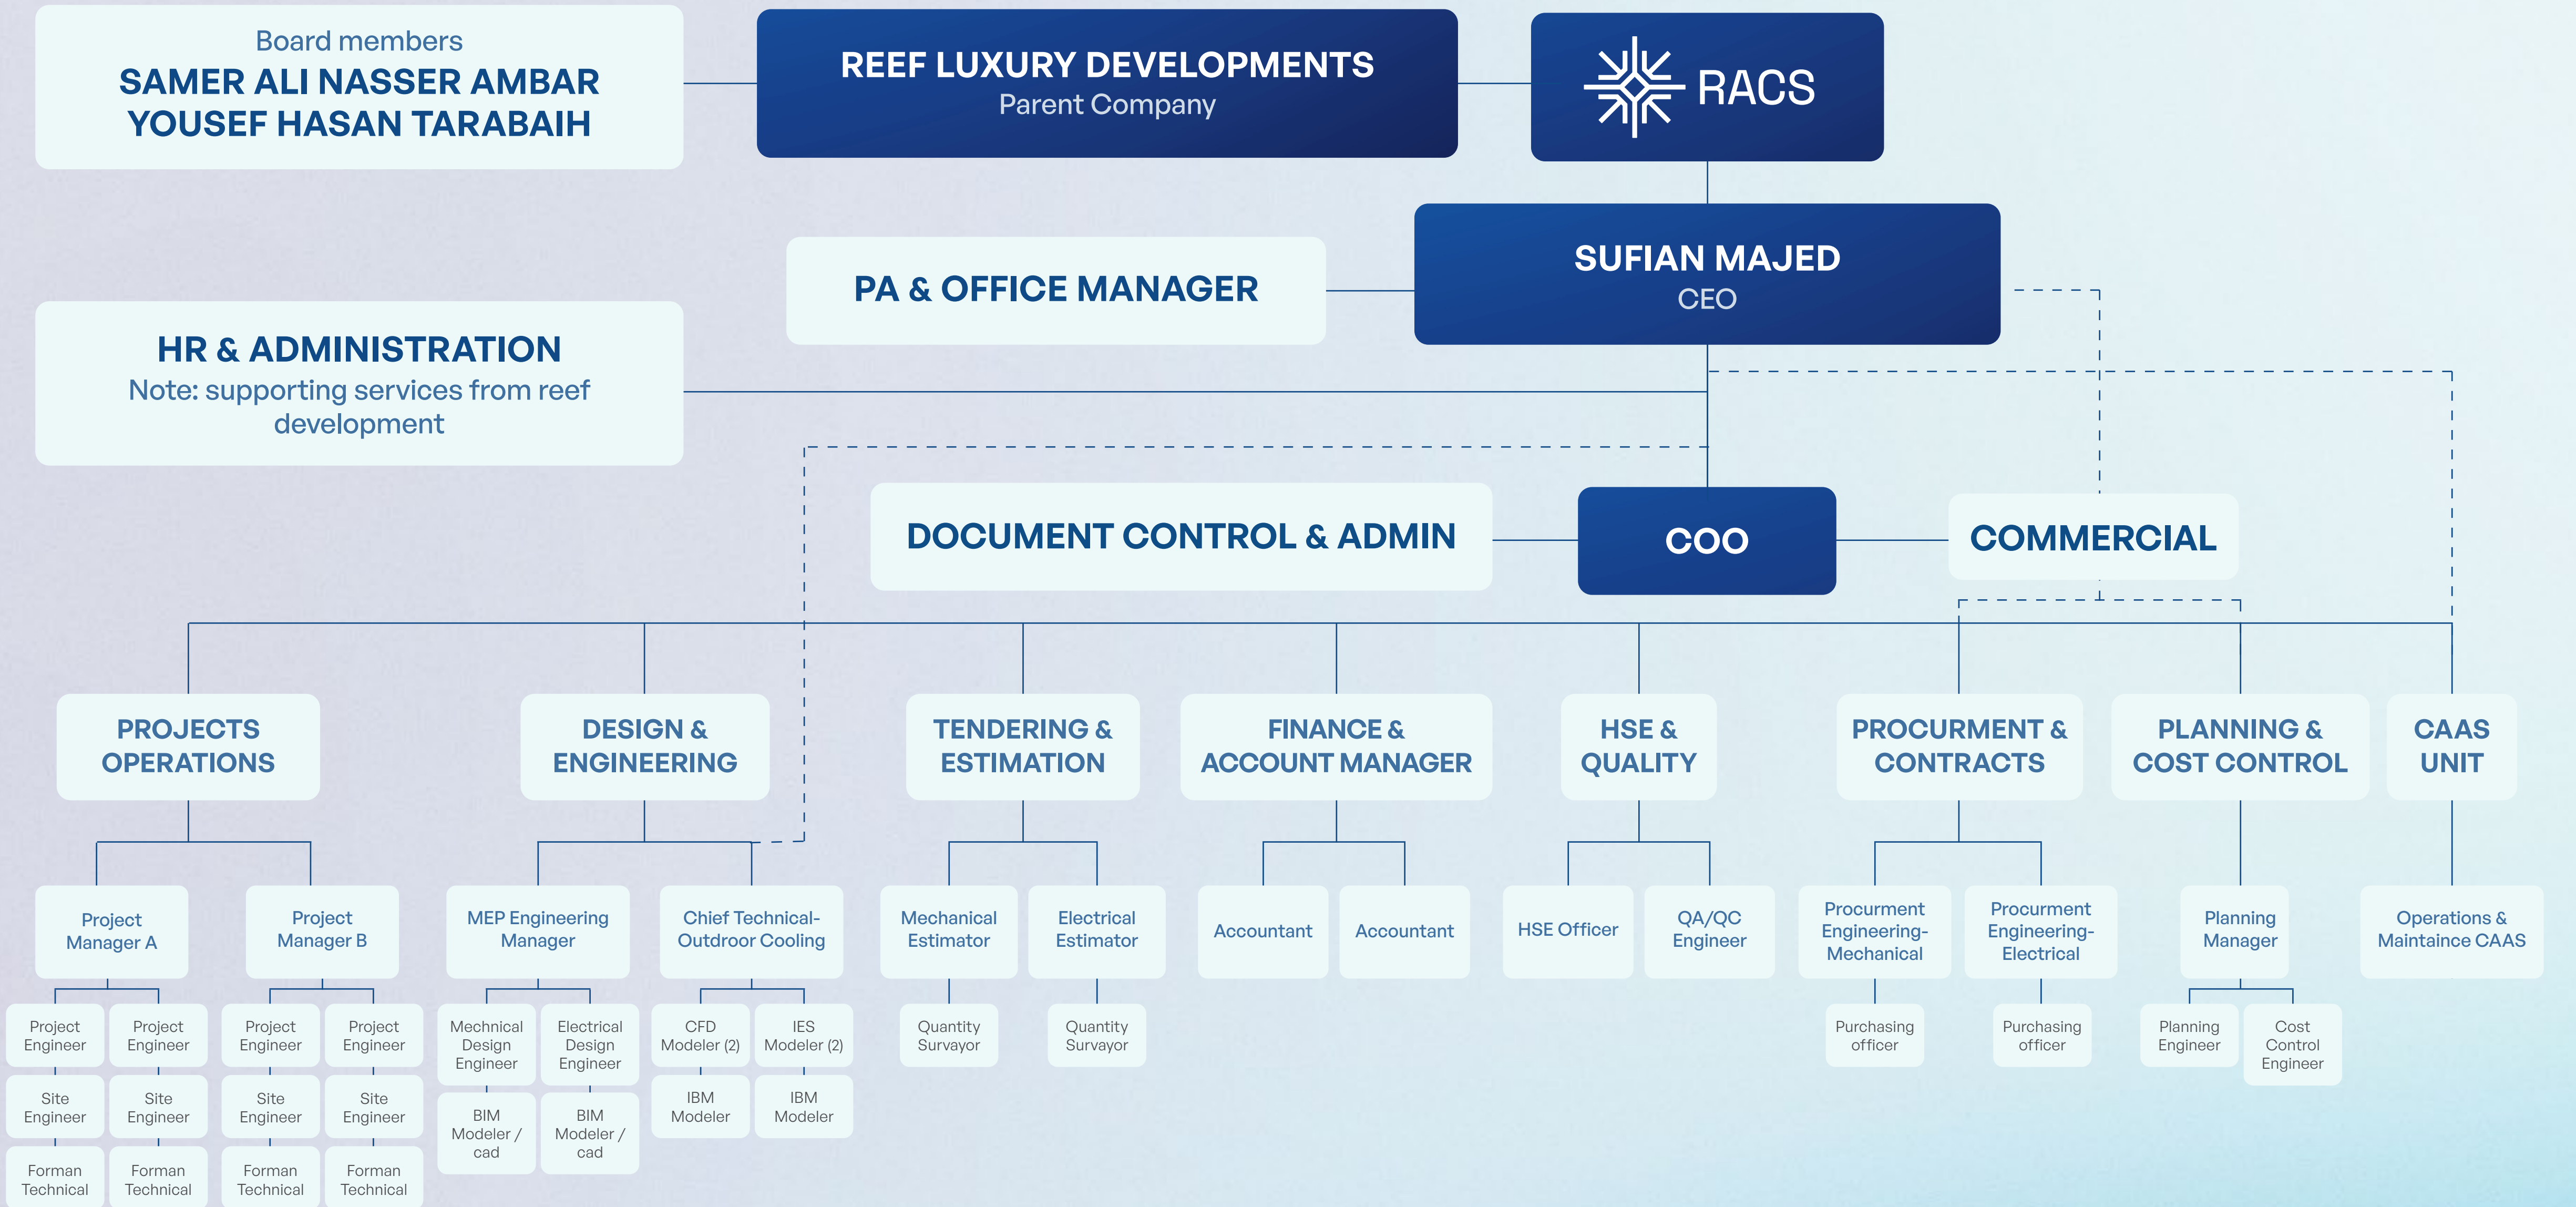 Board members
SAMER ALI NASSER AMBAR
YOUSEF HASAN TARABAIH
REEF LUXURY DEVELOPMENTS
Parent Company
RACS
SUFIAN MAJED
CEO
PA & OFFICE MANAGER
HR & ADMINISTRATION
Note: supporting services from reef
development
DOCUMENT CONTROL & ADMIN
COO
COMMERCIAL
PROJECTS
OPERATIONS
DESIGN &
ENGINEERING
TENDERING &
ESTIMATION
FINANCE &
ACCOUNT MANAGER
HSE &
QUALITY
PROCURMENT &
CONTRACTS
PLANNING &
COST CONTROL
CAAS
UNIT
Project
Manager A
Project
Manager B
MEP Engineering
Manager
Chief Technical-
Outdroor Cooling
Mechanical
Estimator
Electrical
Estimator
Accountant
Accountant
HSE Officer
QA/QC
Engineer
Procurment
Engineering-
Mechanical
Procurment
Engineering-
Electrical
Planning
Manager
Operations &
Maintaince CAAS
Project
Engineer
Project
Engineer
Project
Engineer
Project
Engineer
Mechnical
Design
Engineer
Electrical
Design
Engineer
CFD
Modeler (2)
IES
Modeler (2)
Quantity
Survayor
Quantity
Survayor
Purchasing
officer
Purchasing
officer
Planning
Engineer
Cost
Control
Engineer
Site
Engineer
Site
Engineer
Site
Engineer
Site
Engineer
BIM
Modeler /
cad
BIM
Modeler /
cad
IBM
Modeler
IBM
Modeler
Forman
Technical
Forman
Technical
Forman
Technical
Forman
Technical